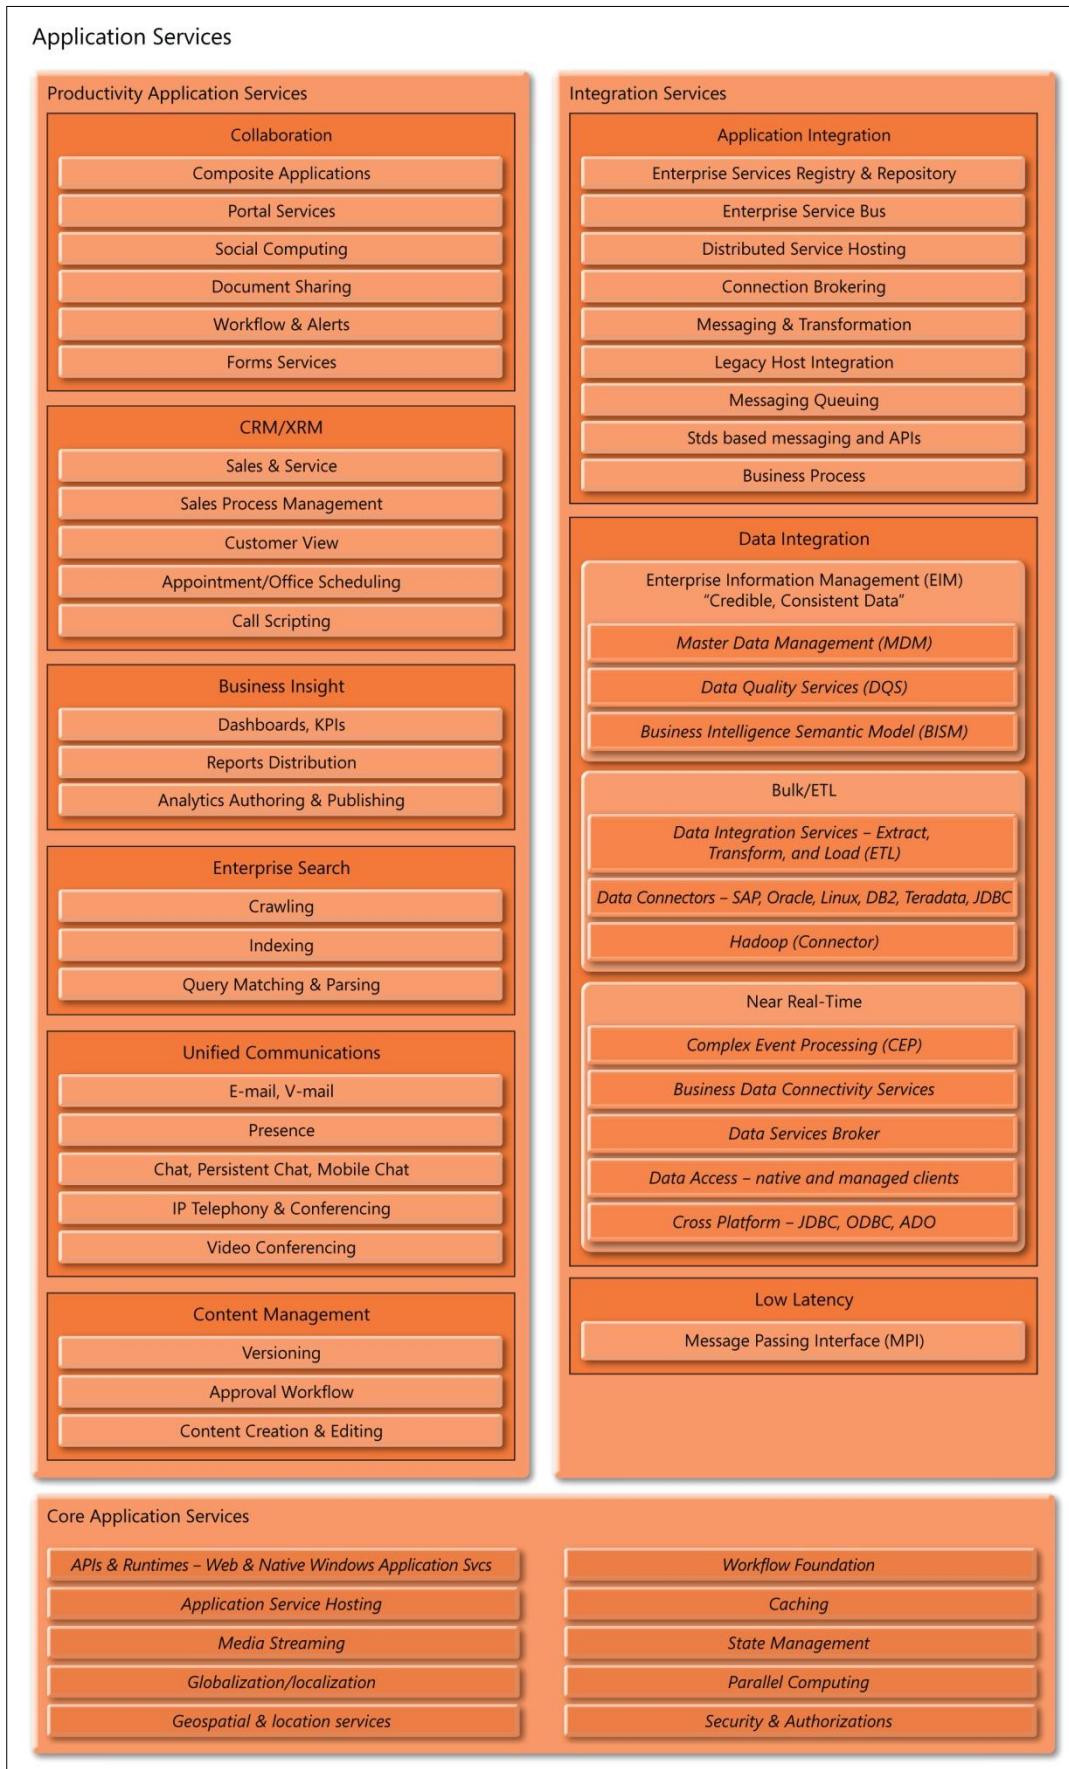 Application Services
Productivity Application Services
Collaboration
Composite Applications
Portal Services
Social Computing
Document Sharing
Workflow & Alerts
Forms Services
CRM/XRM
Sales & Service
Sales Process Management
Customer View
Appointment/Office Scheduling
Call Scripting
Business Insight
Dashboards, KPIs
Reports Distribution
Analytics Authoring & Publishing
Enterprise Search
Crawling
Indexing
Query Matching & Parsing
Unified Communications
E-mail, V-mail
Presence
Chat, Persistent Chat, Mobile Chat
IP Telephony & Conferencing
Video Conferencing
Content Management
Versioning
Approval Workflow
Content Creation & Editing
Integration Services
Application Integration
Enterprise Services Registry & Repository
Enterprise Service Bus
Distributed Service Hosting
Connection Brokering
Messaging & Transformation
Legacy Host Integration
Messaging Queuing
Stds based messaging and APIs
Business Process
Data Integration
Enterprise Information Management (EIM)
“Credible, Consistent Data”
Master Data Management (MDM)
Data Quality Services (DQS)
Business Intelligence Semantic Model (BISM)
Bulk/ETL
Data Integration Services – Extract,
Transform, and Load (ETL)
Data Connectors – SAP, Oracle, Linux, DB2, Teradata, JDBC
Hadoop (Connector)
Near Real-Time
Complex Event Processing (CEP)
Business Data Connectivity Services
Data Services Broker
Data Access – native and managed clients
Cross Platform – JDBC, ODBC, ADO
Low Latency
Message Passing Interface (MPI)
Core Application Services
APIs & Runtimes – Web & Native Windows Application Svcs
Application Service Hosting
Media Streaming
Globalization/localization
Geospatial & location services
Workflow Foundation
Caching
State Management
Parallel Computing
Security & Authorizations